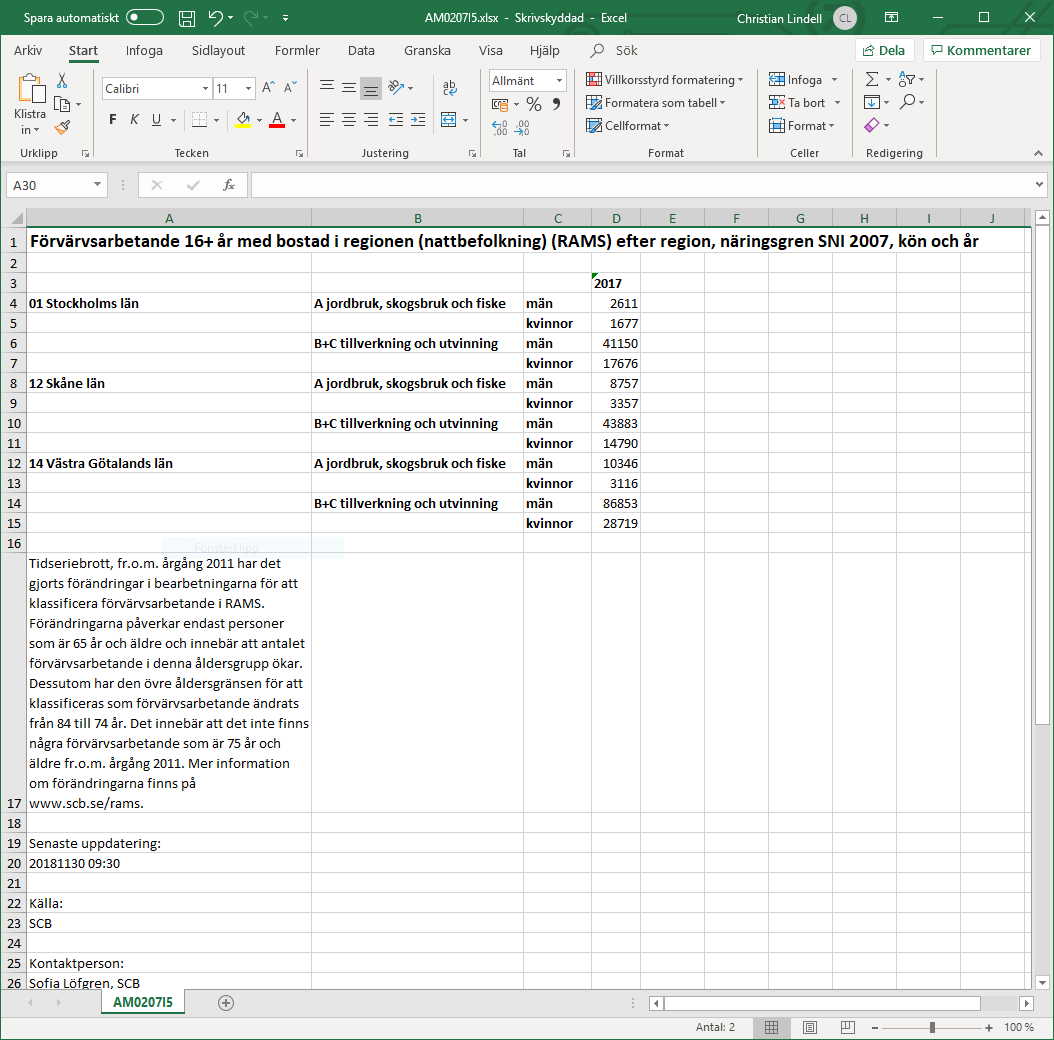 Spara automatiskt AM0207I5.xlsx - Skrivskyddad - Excel Christian Lindell CL
Arkiv Start Infoga Sidlayout Formler Data Granska Visa Hjälp Sök Dela Kommentarer
Klistra in
Calibri 11 A A
F K U A
ab c
Allmänt
% 9
,00 ,00
Villkorsstyrd formatering
Formatera som tabell
Cellformat
Infoga
Ta bort
Format
Urklipp Tecken Justering Tal Format Celler Redigering
A30 fx
A B C D E F G H I J
1 Förvärvsarbetande 16+ år med bostad i regionen (nattbefolkning) (RAMS) efter region, näringsgren SNI 2007, kön och år
2
3 2017
4 01 Stockholms län A jordbruk, skogsbruk och fiske män 2611
5 kvinnor 1677
6 B+C tillverkning och utvinning män 41150
7 kvinnor 17676
8 12 Skåne län A jordbruk, skogsbruk och fiske män 8757
9 kvinnor 3357
10 B+C tillverkning och utvinning män 43883
11 kvinnor 14790
12 14 Västra Götalands län A jordbruk, skogsbruk och fiske män 10346
13 kvinnor 3116
14 B+C tillverkning och utvinning män 86853
15 kvinnor 28719
16 Fönsterklipp
Tidseriebrott, fr.o.m. årgång 2011 har det
gjorts förändringar i bearbetningarna för att
klassificera förvärvsarbetande i RAMS.
Förändringarna påverkar endast personer
som är 65 år och äldre och innebär att antalet
förvärvsarbetande i denna åldersgrupp ökar.
Dessutom har den övre åldersgränsen för att
klassificeras som förvärvsarbetande ändrats
från 84 till 74 år. Det innebär att det inte finns
några förvärvsarbetande som är 75 år och
äldre fr.o.m. årgång 2011. Mer information
om förändringarna finns på
17 www.scb.se/rams.
18
19 Senaste uppdatering:
20 20181130 09:30
21
22 Källa:
23 SCB
24
25 Kontaktperson:
26 Sofia Löfgren, SCB
AM0207I5
Antal: 2 100 %